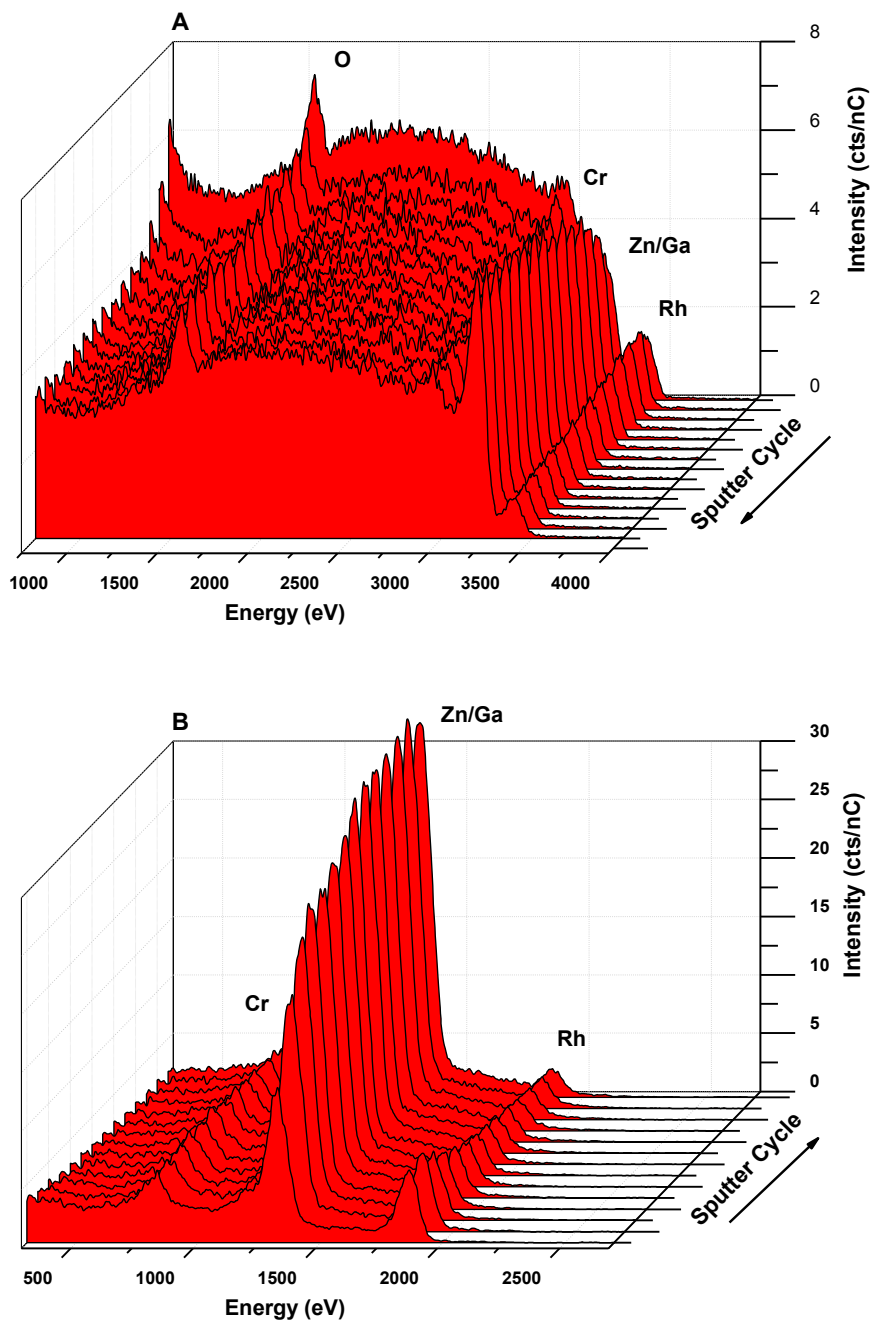 A
O
Cr
Zn/Ga
Rh
8
6
4
2
0
Intensity (cts/nC)
Sputter Cycle
1000 1500 2000 2500 3000 3500 4000
Energy (eV)
B
Zn/Ga
Cr
Rh
30
25
20
15
10
5
0
Intensity (cts/nC)
Sputter Cycle
500 1000 1500 2000 2500
Energy (eV)